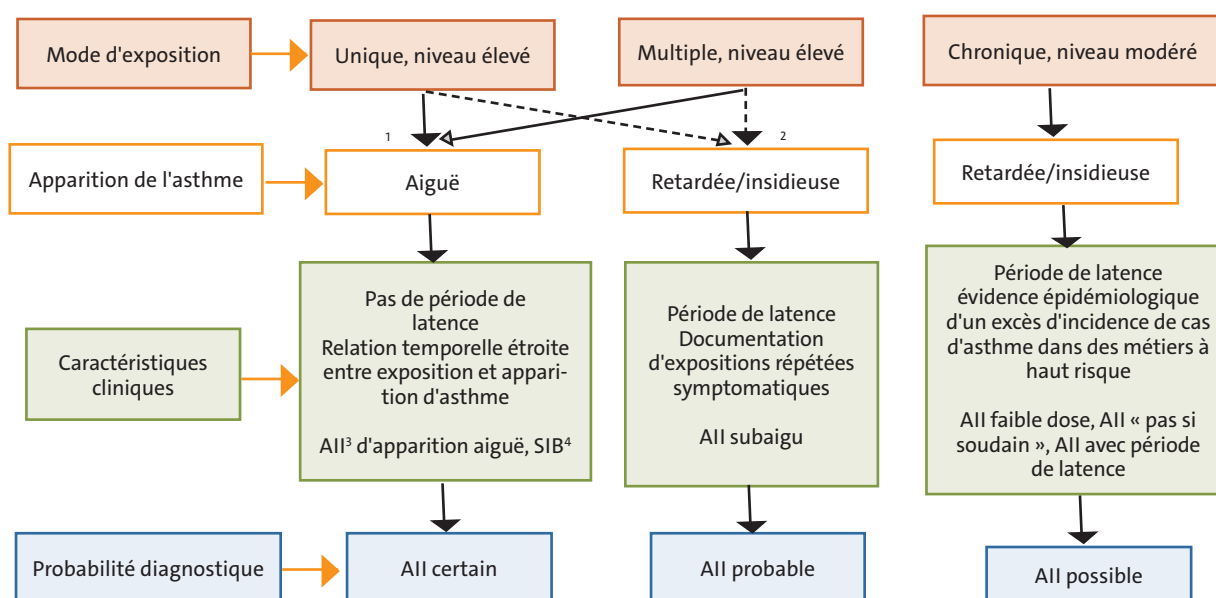 Mode d'exposition
Unique, niveau élevé
Multiple, niveau élevé
Chronique, niveau modéré
1
2
Apparition de l'asthme
Aiguë
Retardée/insidieuse
Retardée/insidieuse
Caractéristiques
cliniques
Pas de période de
latence
Relation temporelle étroite
entre exposition et appari-
tion d'asthme
AII³ d'apparition aiguë, SIB⁴
Période de latence
Documentation
d'expositions répétées
symptomatiques
AII subaigu
Période de latence
évidence épidémiologique
d'un excès d'incidence de cas
d'asthme dans des métiers à
haut risque
AII faible dose, AII « pas si
soudain », AII avec période
de latence
Probabilité diagnostique
AII certain
AII probable
AII possible